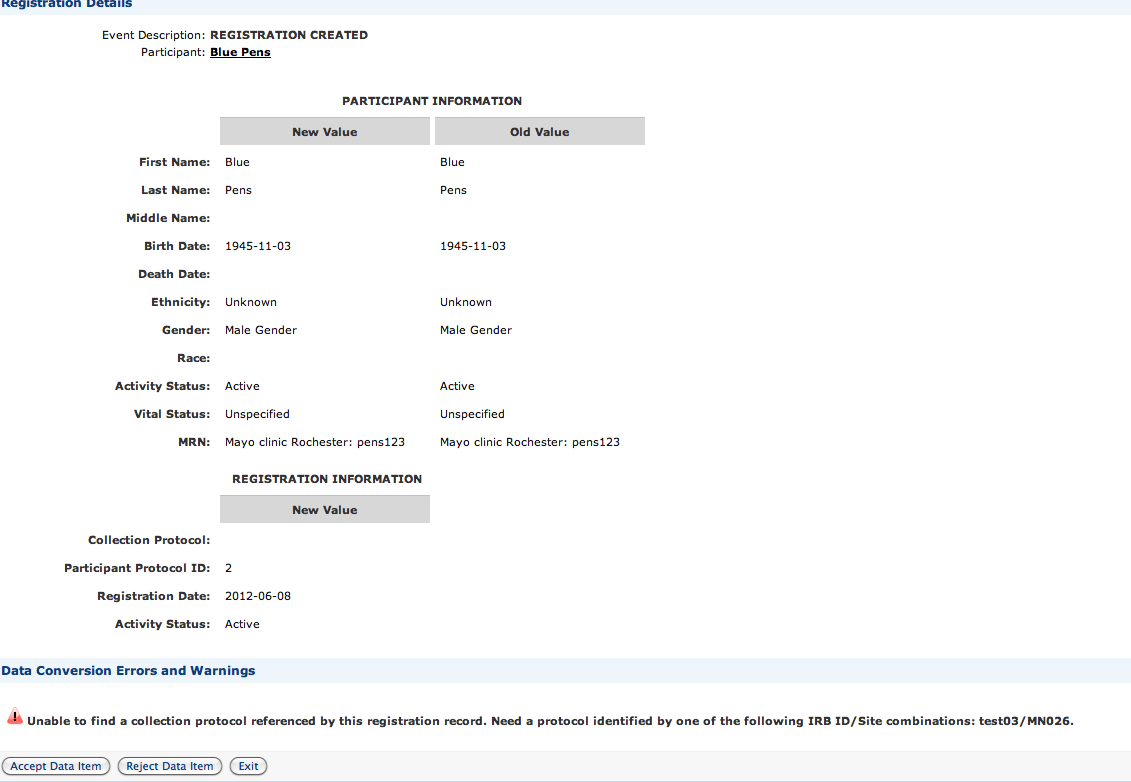 Registration Details
Event Description: REGISTRATION CREATED
Participant: Blue Pens
PARTICIPANT INFORMATION
New Value Old Value
First Name: Blue Blue
Last Name: Pens Pens
Middle Name:
Birth Date: 1945-11-03 1945-11-03
Death Date:
Ethnicity: Unknown Unknown
Gender: Male Gender Male Gender
Race:
Activity Status: Active Active
Vital Status: Unspecified Unspecified
MRN: Mayo clinic Rochester: pens123 Mayo clinic Rochester: pens123
REGISTRATION INFORMATION
New Value
Collection Protocol:
Participant Protocol ID: 2
Registration Date: 2012-06-08
Activity Status: Active
Data Conversion Errors and Warnings
Unable to find a collection protocol referenced by this registration record. Need a protocol identified by one of the following IRB ID/Site combinations: test03/MN026.
Accept Data Item Reject Data Item Exit